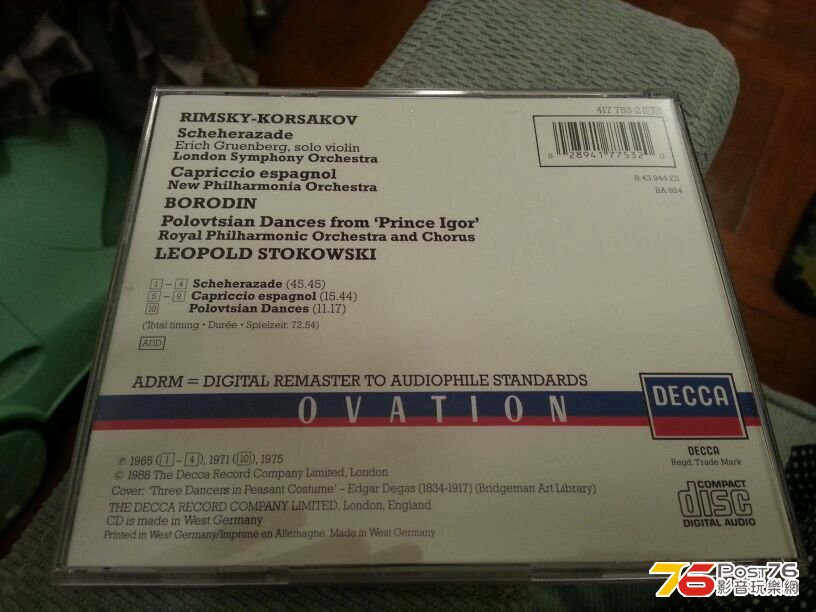 417 753-2
RIMSKY-KORSAKOV
Scheherazade
Erich Gruenberg, solo violin
London Symphony Orchestra
Capriccio espagnol
New Philharmonia Orchestra
BORODIN
Polovtsian Dances from ‘Prince Igor’
Royal Philharmonic Orchestra and Chorus
LEOPOLD STOKOWSKI
0 28941 77532 0
6.43 944 ZS
BA 924
1 – 4 Scheherazade (45.45)
5 – 9 Capriccio espagnol (15.44)
10 Polovtsian Dances (11.17)
(Total timing • Durée • Spielzeit: 72.54)
ADD
ADRM = DIGITAL REMASTER TO AUDIOPHILE STANDARDS
OVATION
DECCA
DECCA
Regd. Trade Mark
℗ 1965 (1 – 4), 1971 (10), 1975
© 1988 The Decca Record Company Limited, London
Cover: ‘Three Dancers in Peasant Costume’ – Edgar Degas (1834-1917) (Bridgeman Art Library)
THE DECCA RECORD COMPANY LIMITED, London, England
CD is made in West Germany
Printed in West Germany/Imprimé en Allemagne. Made in West Germany
COMPACT
disc
DIGITAL AUDIO
76 Post76
影音玩樂網